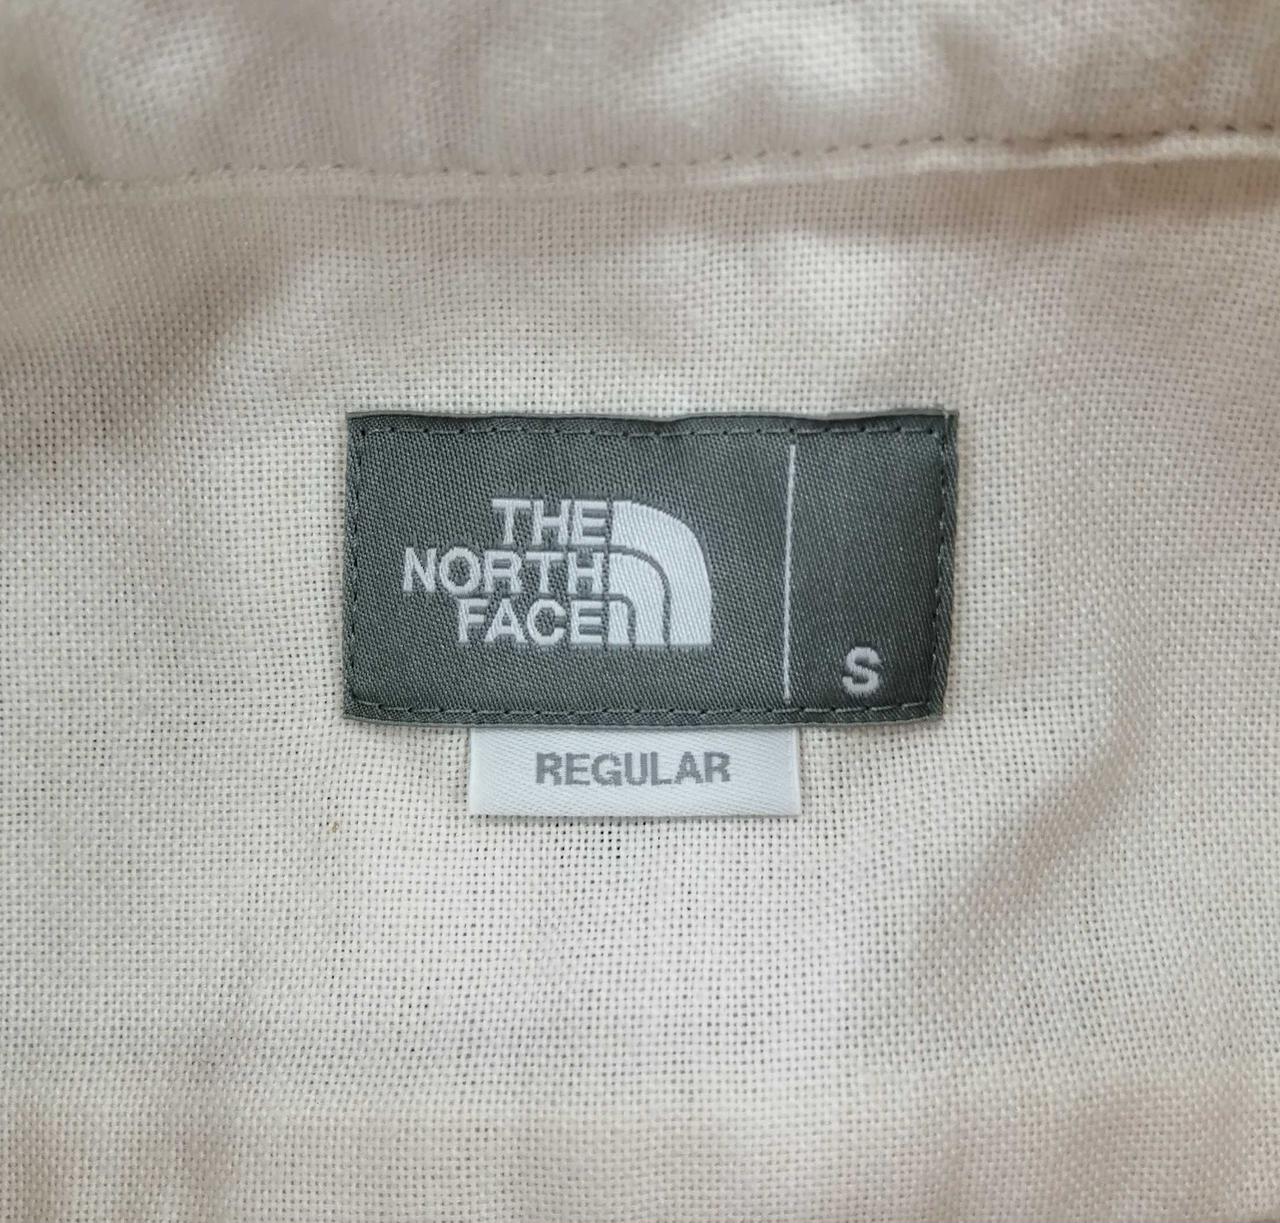 THE
NORTH
FACE
S
REGULAR